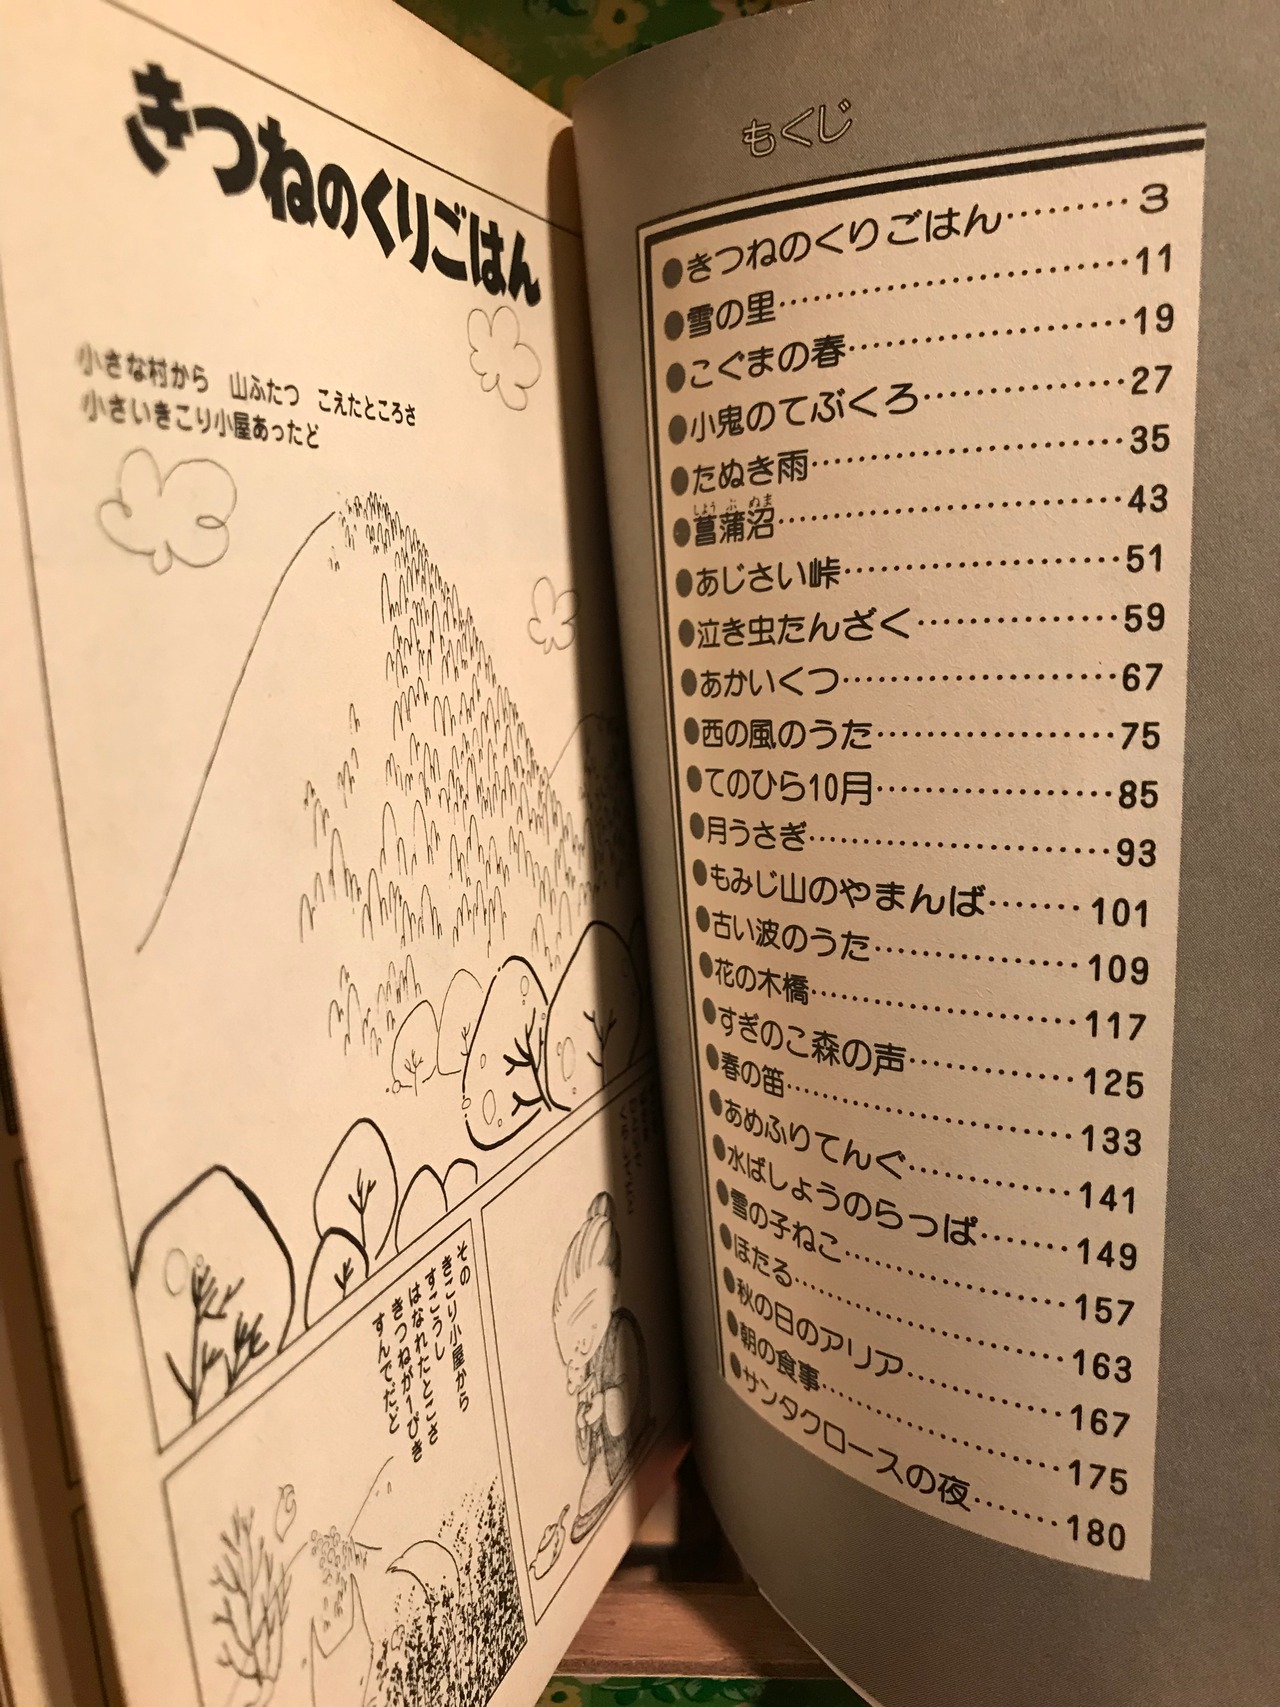 もくじ
●きつねのくりごはん………3
●雪の里………11
●こぐまの春………19
●小鬼のてぶくろ………27
●たぬき雨………35
しょうぶぬま
●菖蒲沼………43
●あじさい峠………51
●泣き虫たんざく………59
●あかいくつ………67
●西の風のうた………75
●てのひら10月………85
●月うさぎ………93
●もみじ山のやまんば………101
●古い波のうた………109
●花の木橋………117
●すぎのこ森の声………125
●春の笛………133
●あめふりてんぐ………141
●水ばしょうのらっぱ………149
●雪の子ねこ………157
●ほたる………163
●秋の日のアリア………167
●朝の食事………175
●サンタクロースの夜………180
きつねのくりごはん
小さな村から 山ふたつ こえたところさ
小さいきこり小屋あったど
その
きこり小屋から
すこうし
はなれたとこさ
きつねが1ぴき
すんでだど